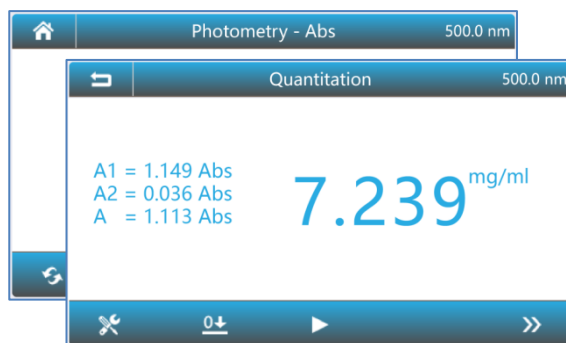 Photometry - Abs 500.0 nm
Quantitation 500.0 nm
A1 = 1.149 Abs
A2 = 0.036 Abs
A = 1.113 Abs
7.239 mg/ml
0